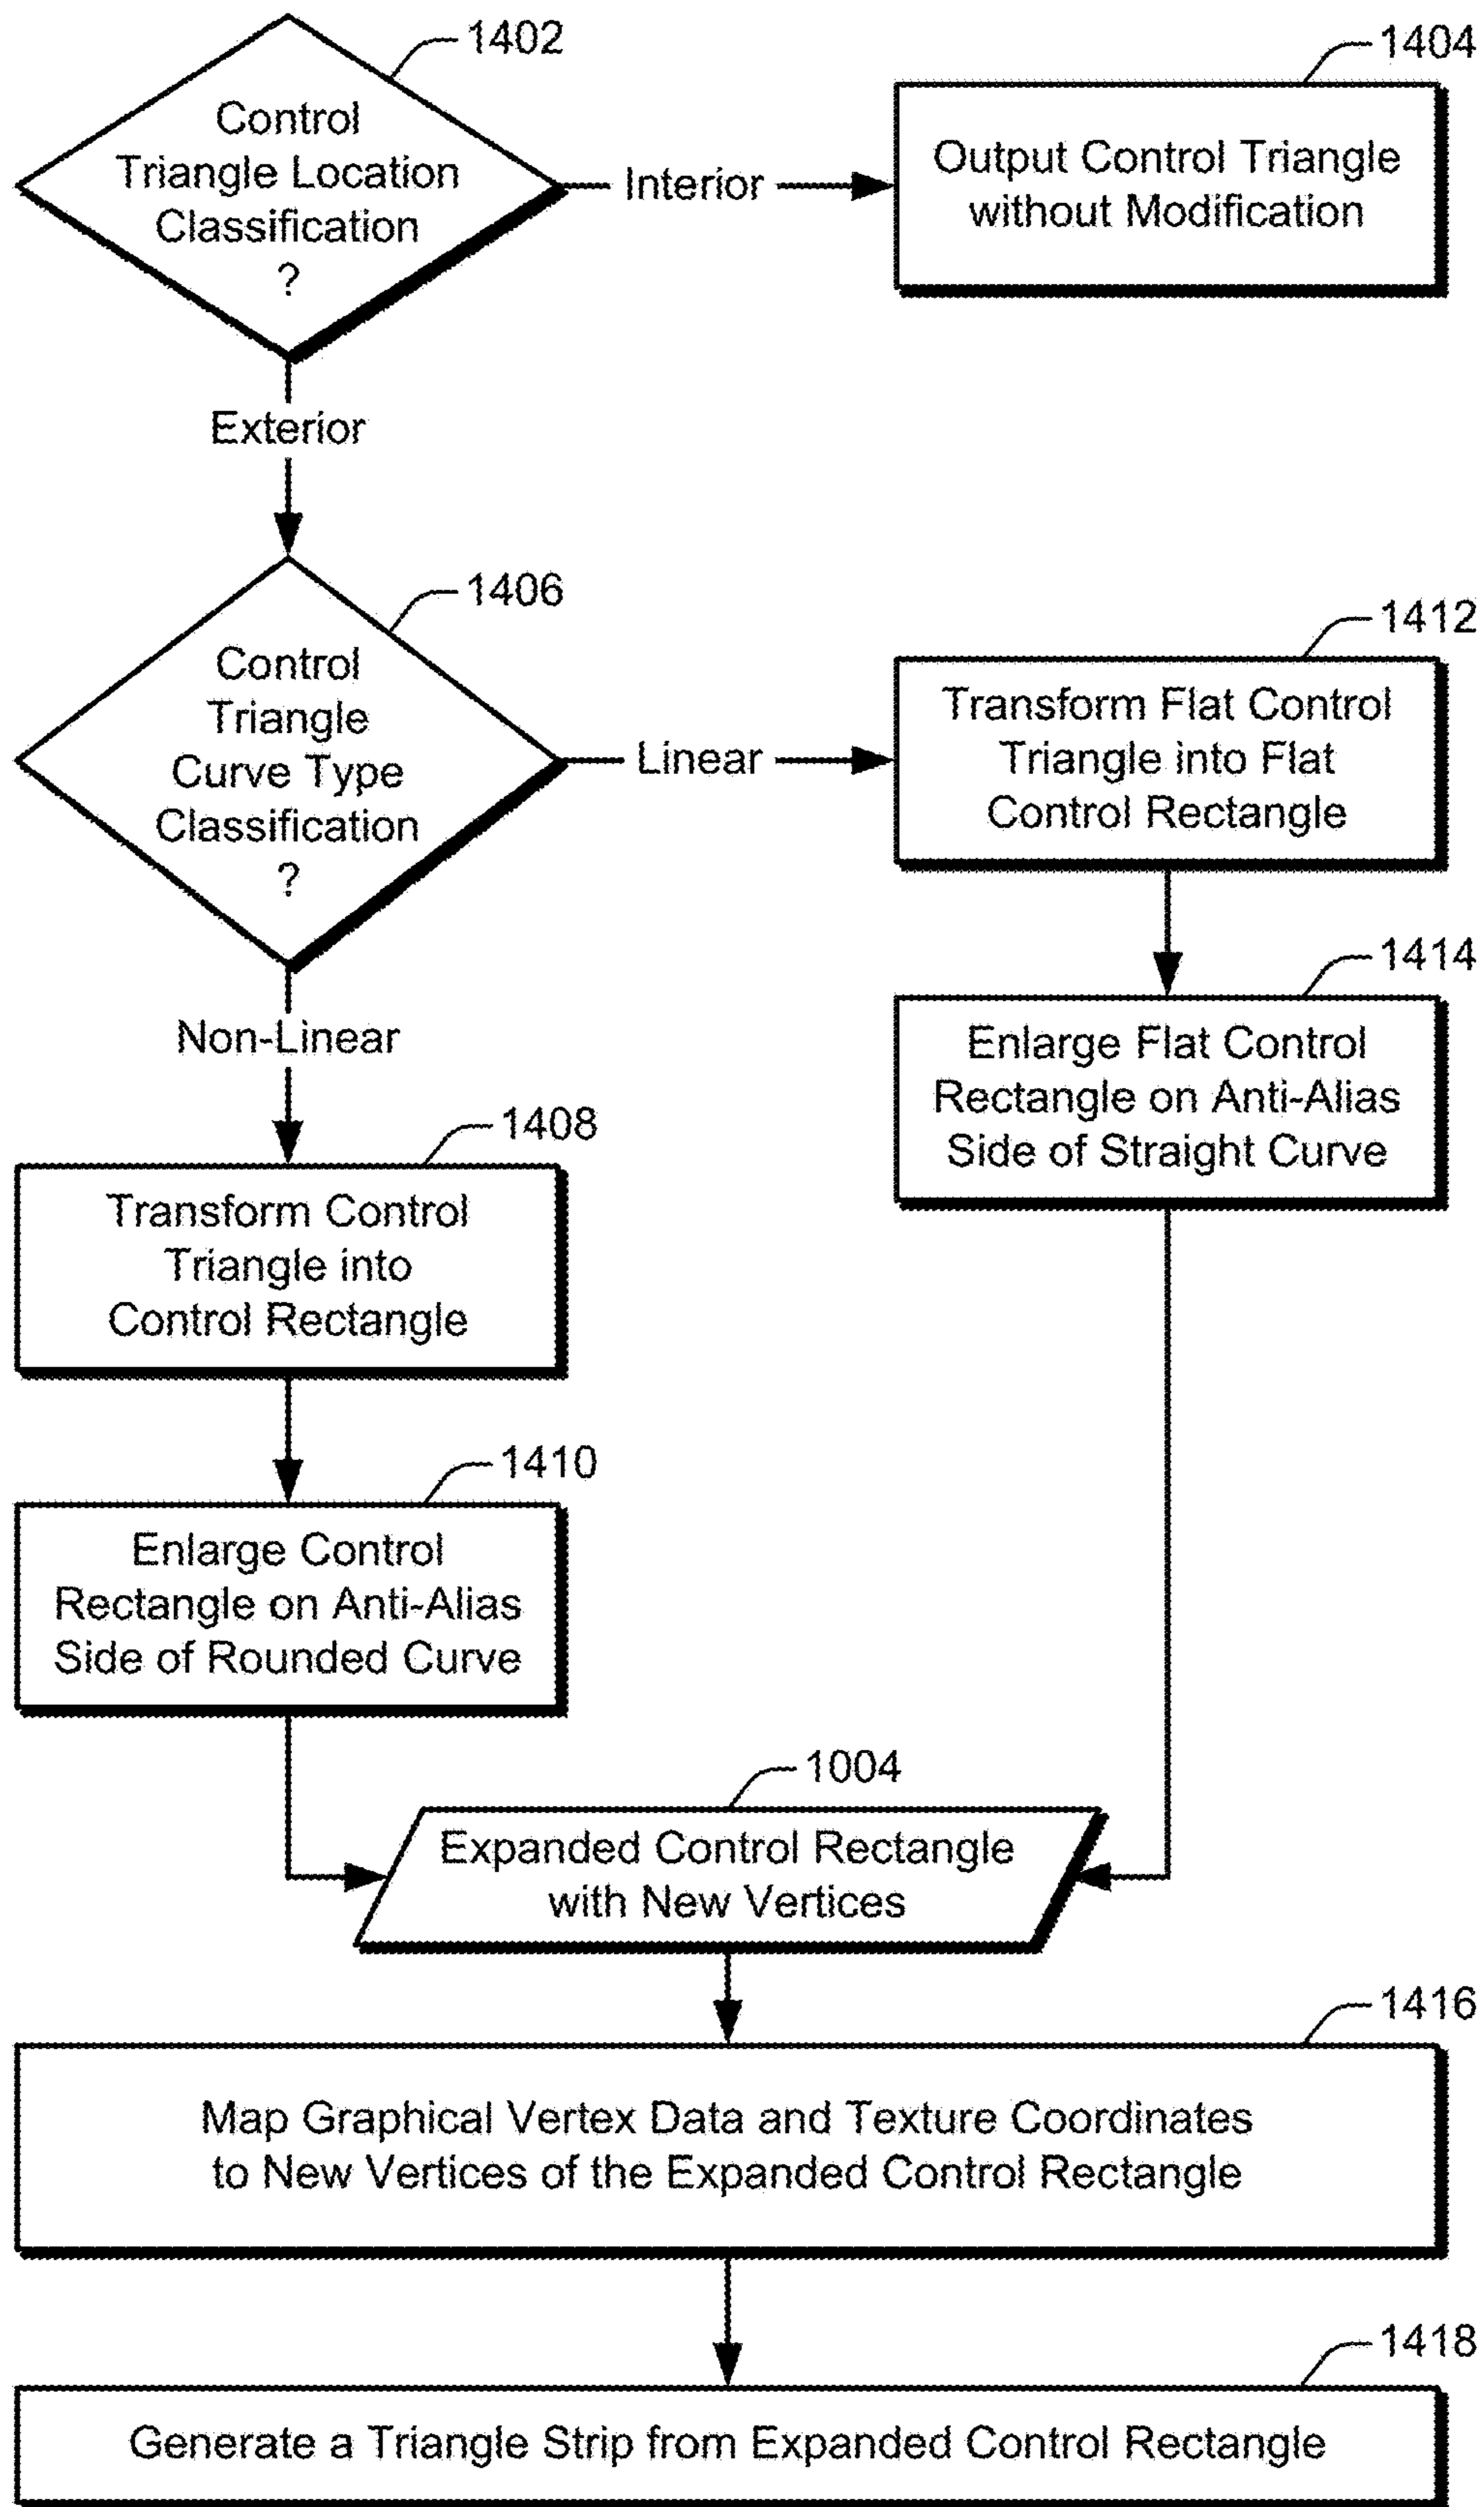 1402
Control
Triangle Location
Classification
?
Interior
1404
Output Control Triangle
without Modification
Exterior
1406
Control
Triangle
Curve Type
Classification
?
Linear
1412
Transform Flat Control
Triangle into Flat
Control Rectangle
1414
Enlarge Flat Control
Rectangle on Anti-Alias
Side of Straight Curve
Non-Linear
1408
Transform Control
Triangle into
Control Rectangle
1410
Enlarge Control
Rectangle on Anti-Alias
Side of Rounded Curve
1004
Expanded Control Rectangle
with New Vertices
1416
Map Graphical Vertex Data and Texture Coordinates
to New Vertices of the Expanded Control Rectangle
1418
Generate a Triangle Strip from Expanded Control Rectangle